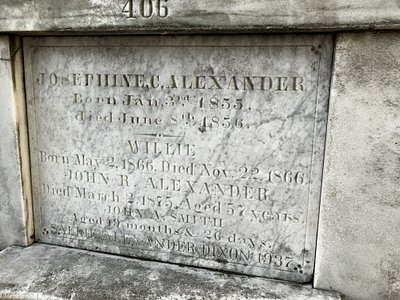 406
JOSEPHINE.C.ALEXANDER
Born Jan.3rd 1855.
died June 8th 1856.
WILLIE
Born May 2.1866. Died Nov.22.1866.
JOHN R. ALEXANDER
Died March 2.1875. Aged 57 years.
JOHN A. SMITH
Aged 19 months & 26 days.
SALLIE ALEXANDER DIXON 1937.